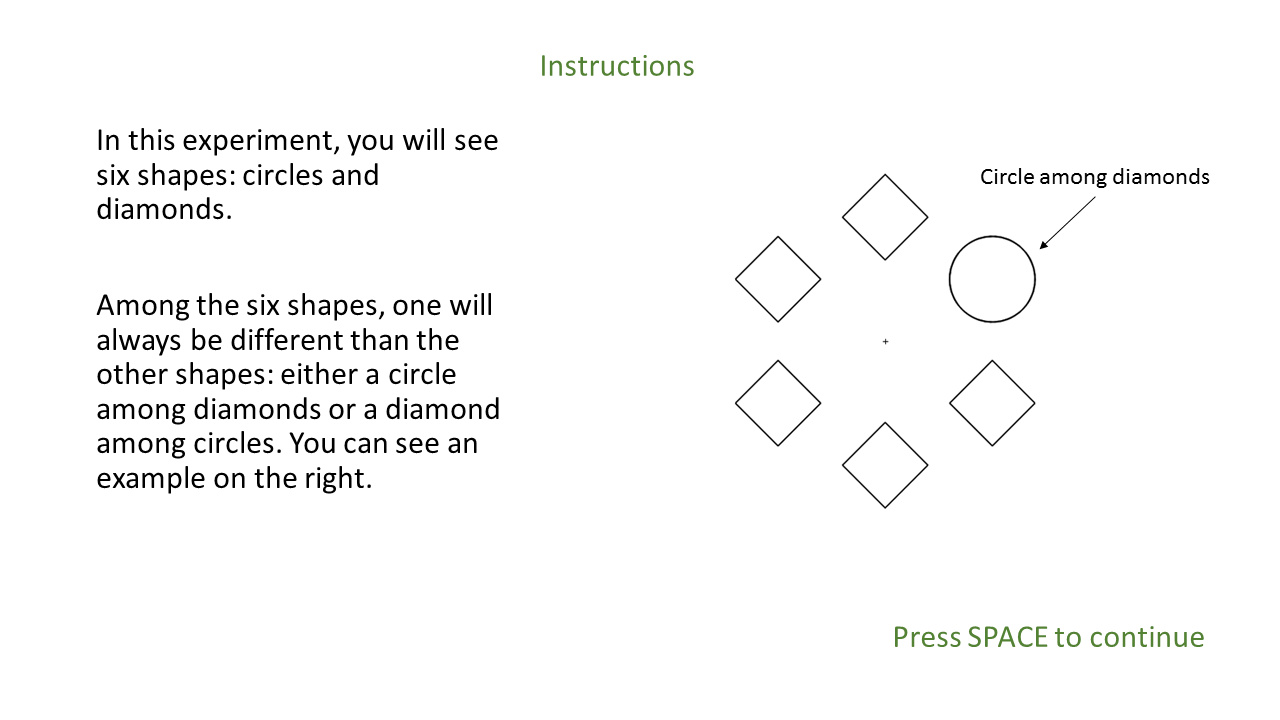 Instructions
In this experiment, you will see
six shapes: circles and
diamonds.
Among the six shapes, one will
always be different than the
other shapes: either a circle
among diamonds or a diamond
among circles. You can see an
example on the right.
Circle among diamonds
Press SPACE to continue